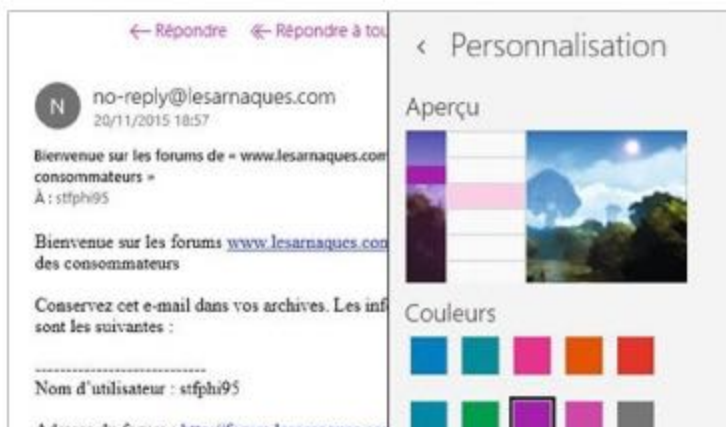 ← Répondre Répondre à tou
N
no-reply@lesarnaques.com
20/11/2015 18:57
Bienvenue sur les forums de « www.lesarnaques.com
consommateurs »
À : stfphi95
Bienvenue sur les forums www.lesarnaques.com
des consommateurs
Conservez cet e-mail dans vos archives. Les inf
sont les suivantes :
----------------------------
Nom d'utilisateur : stfphi95
< Personnalisation
Aperçu
Couleurs